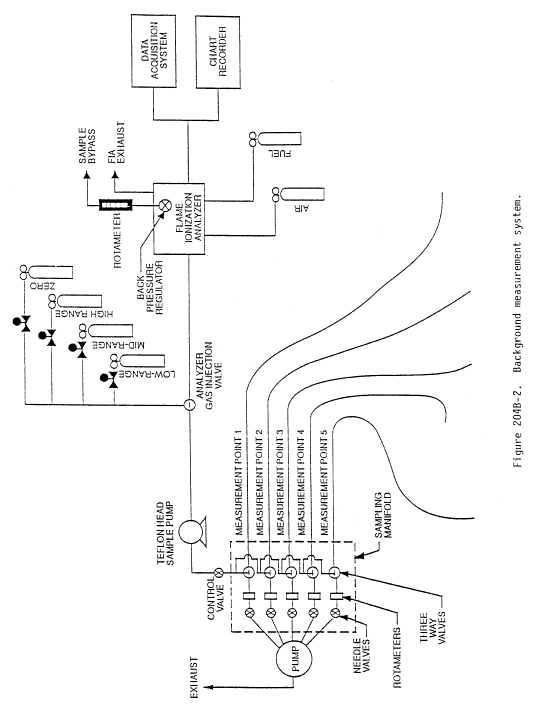 DATA
ACQUISITION
SYSTEM
CHART
RECORDER
SAMPLE
BYPASS
FIA
EXHAUST
ROTAMETER
FLAME
IONIZATION
ANALYZER
BACK
PRESSURE
REGULATOR
FUEL
AIR
ZERO
HIGH RANGE
MID-RANGE
LOW-RANGE
ANALYZER
GAS INJECTION
VALVE
TEFLON HEAD
SAMPLE PUMP
CONTROL
VALVE
MEASUREMENT POINT 1
MEASUREMENT POINT 2
MEASUREMENT POINT 3
MEASUREMENT POINT 4
MEASUREMENT POINT 5
SAMPLING
MANIFOLD
THREE
WAY
VALVES
ROTAMETERS
NEEDLE
VALVES
PUMP
EXHAUST
Figure 204B-2. Background measurement system.